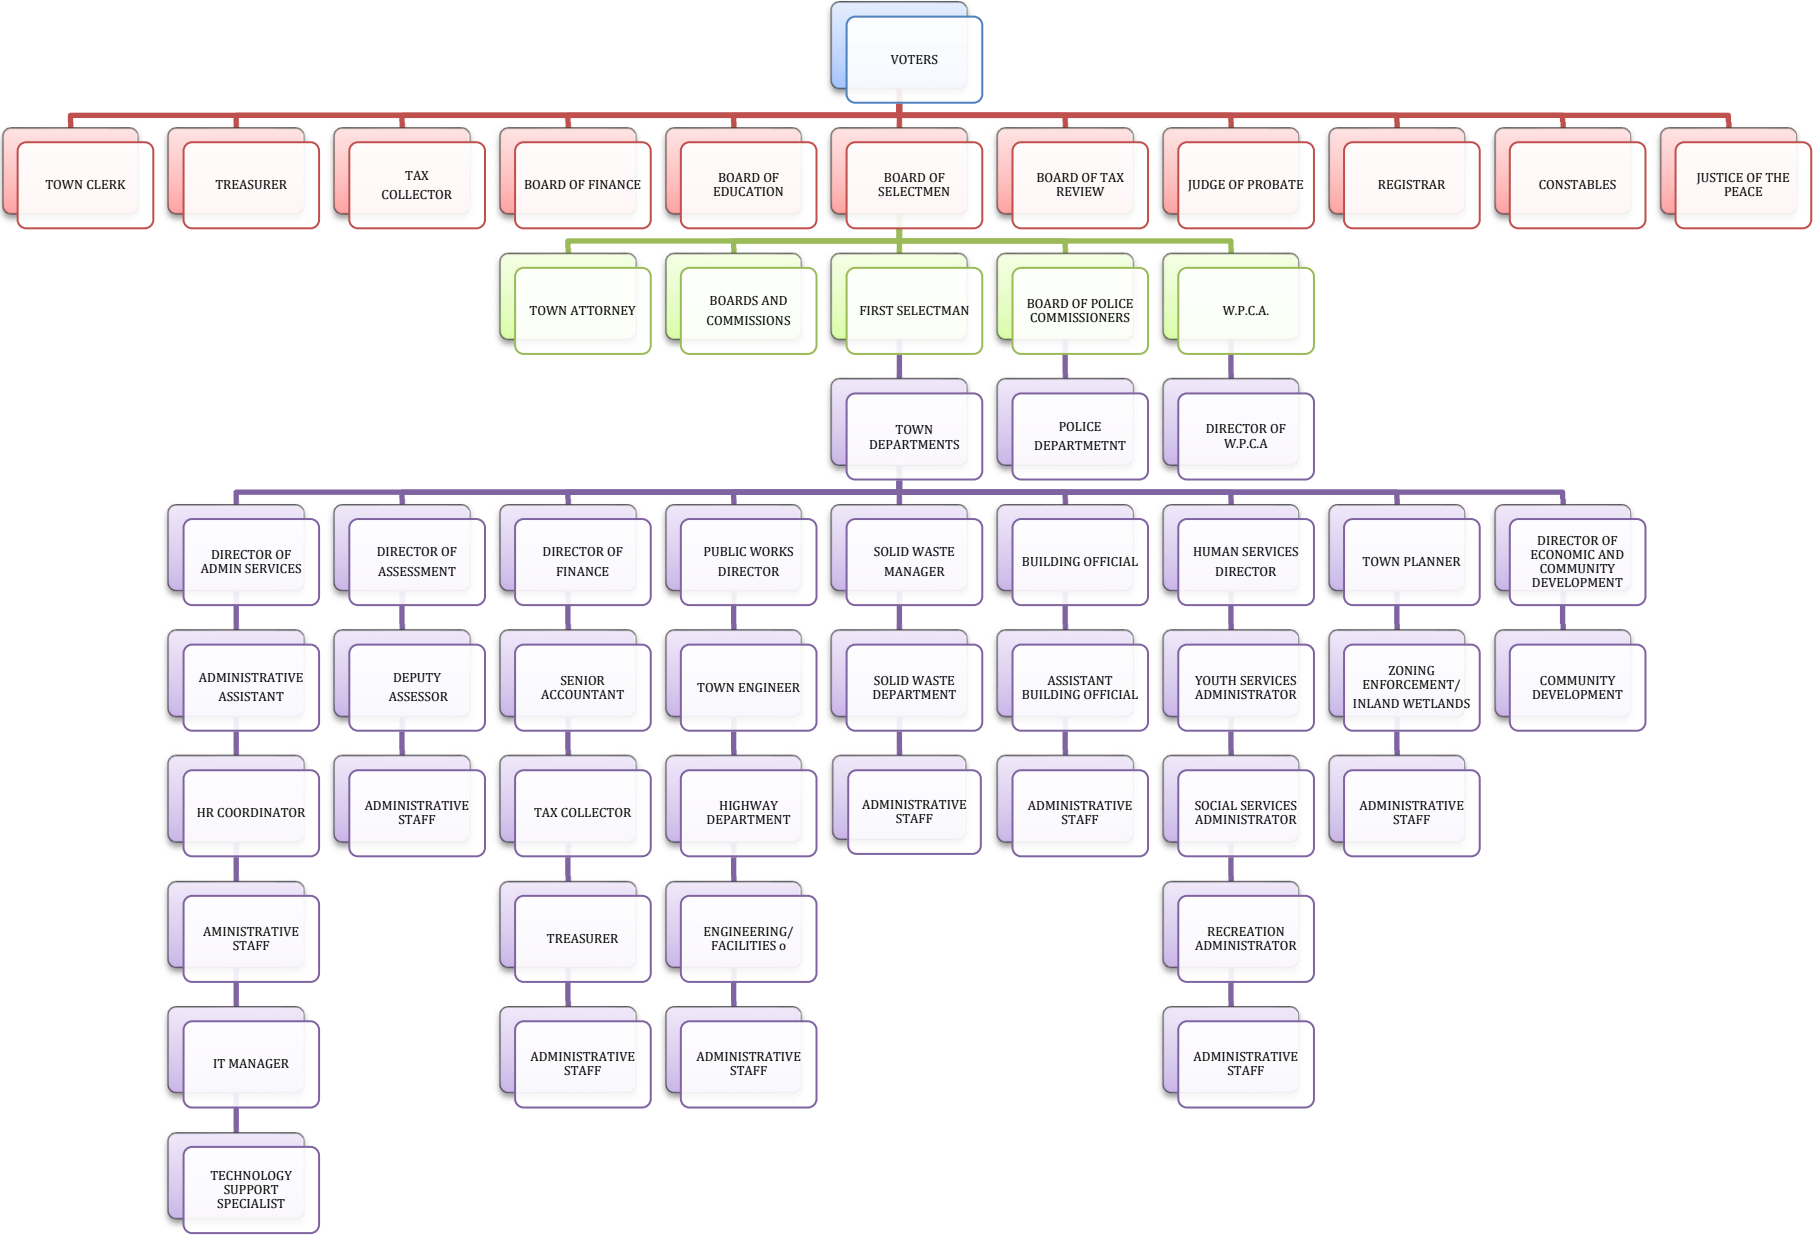 VOTERS
TOWN CLERK
TREASURER
TAX
COLLECTOR
BOARD OF FINANCE
BOARD OF
EDUCATION
BOARD OF
SELECTMEN
BOARD OF TAX
REVIEW
JUDGE OF PROBATE
REGISTRAR
CONSTABLES
JUSTICE OF THE
PEACE
TOWN ATTORNEY
BOARDS AND
COMMISSIONS
FIRST SELECTMAN
BOARD OF POLICE
COMMISSIONERS
W.P.C.A.
TOWN
DEPARTMENTS
POLICE
DEPARTMETNT
DIRECTOR OF
W.P.C.A
DIRECTOR OF
ADMIN SERVICES
DIRECTOR OF
ASSESSMENT
DIRECTOR OF
FINANCE
PUBLIC WORKS
DIRECTOR
SOLID WASTE
MANAGER
BUILDING OFFICIAL
HUMAN SERVICES
DIRECTOR
TOWN PLANNER
DIRECTOR OF
ECONOMIC AND
COMMUNITY
DEVELOPMENT
ADMINISTRATIVE
ASSISTANT
DEPUTY
ASSESSOR
SENIOR
ACCOUNTANT
TOWN ENGINEER
SOLID WASTE
DEPARTMENT
ASSISTANT
BUILDING OFFICIAL
YOUTH SERVICES
ADMINISTRATOR
ZONING
ENFORCEMENT/
INLAND WETLANDS
COMMUNITY
DEVELOPMENT
HR COORDINATOR
ADMINISTRATIVE
STAFF
TAX COLLECTOR
HIGHWAY
DEPARTMENT
ADMINISTRATIVE
STAFF
ADMINISTRATIVE
STAFF
SOCIAL SERVICES
ADMINISTRATOR
ADMINISTRATIVE
STAFF
AMINISTRATIVE
STAFF
TREASURER
ENGINEERING/
FACILITIES o
RECREATION
ADMINISTRATOR
IT MANAGER
ADMINISTRATIVE
STAFF
ADMINISTRATIVE
STAFF
ADMINISTRATIVE
STAFF
TECHNOLOGY
SUPPORT
SPECIALIST